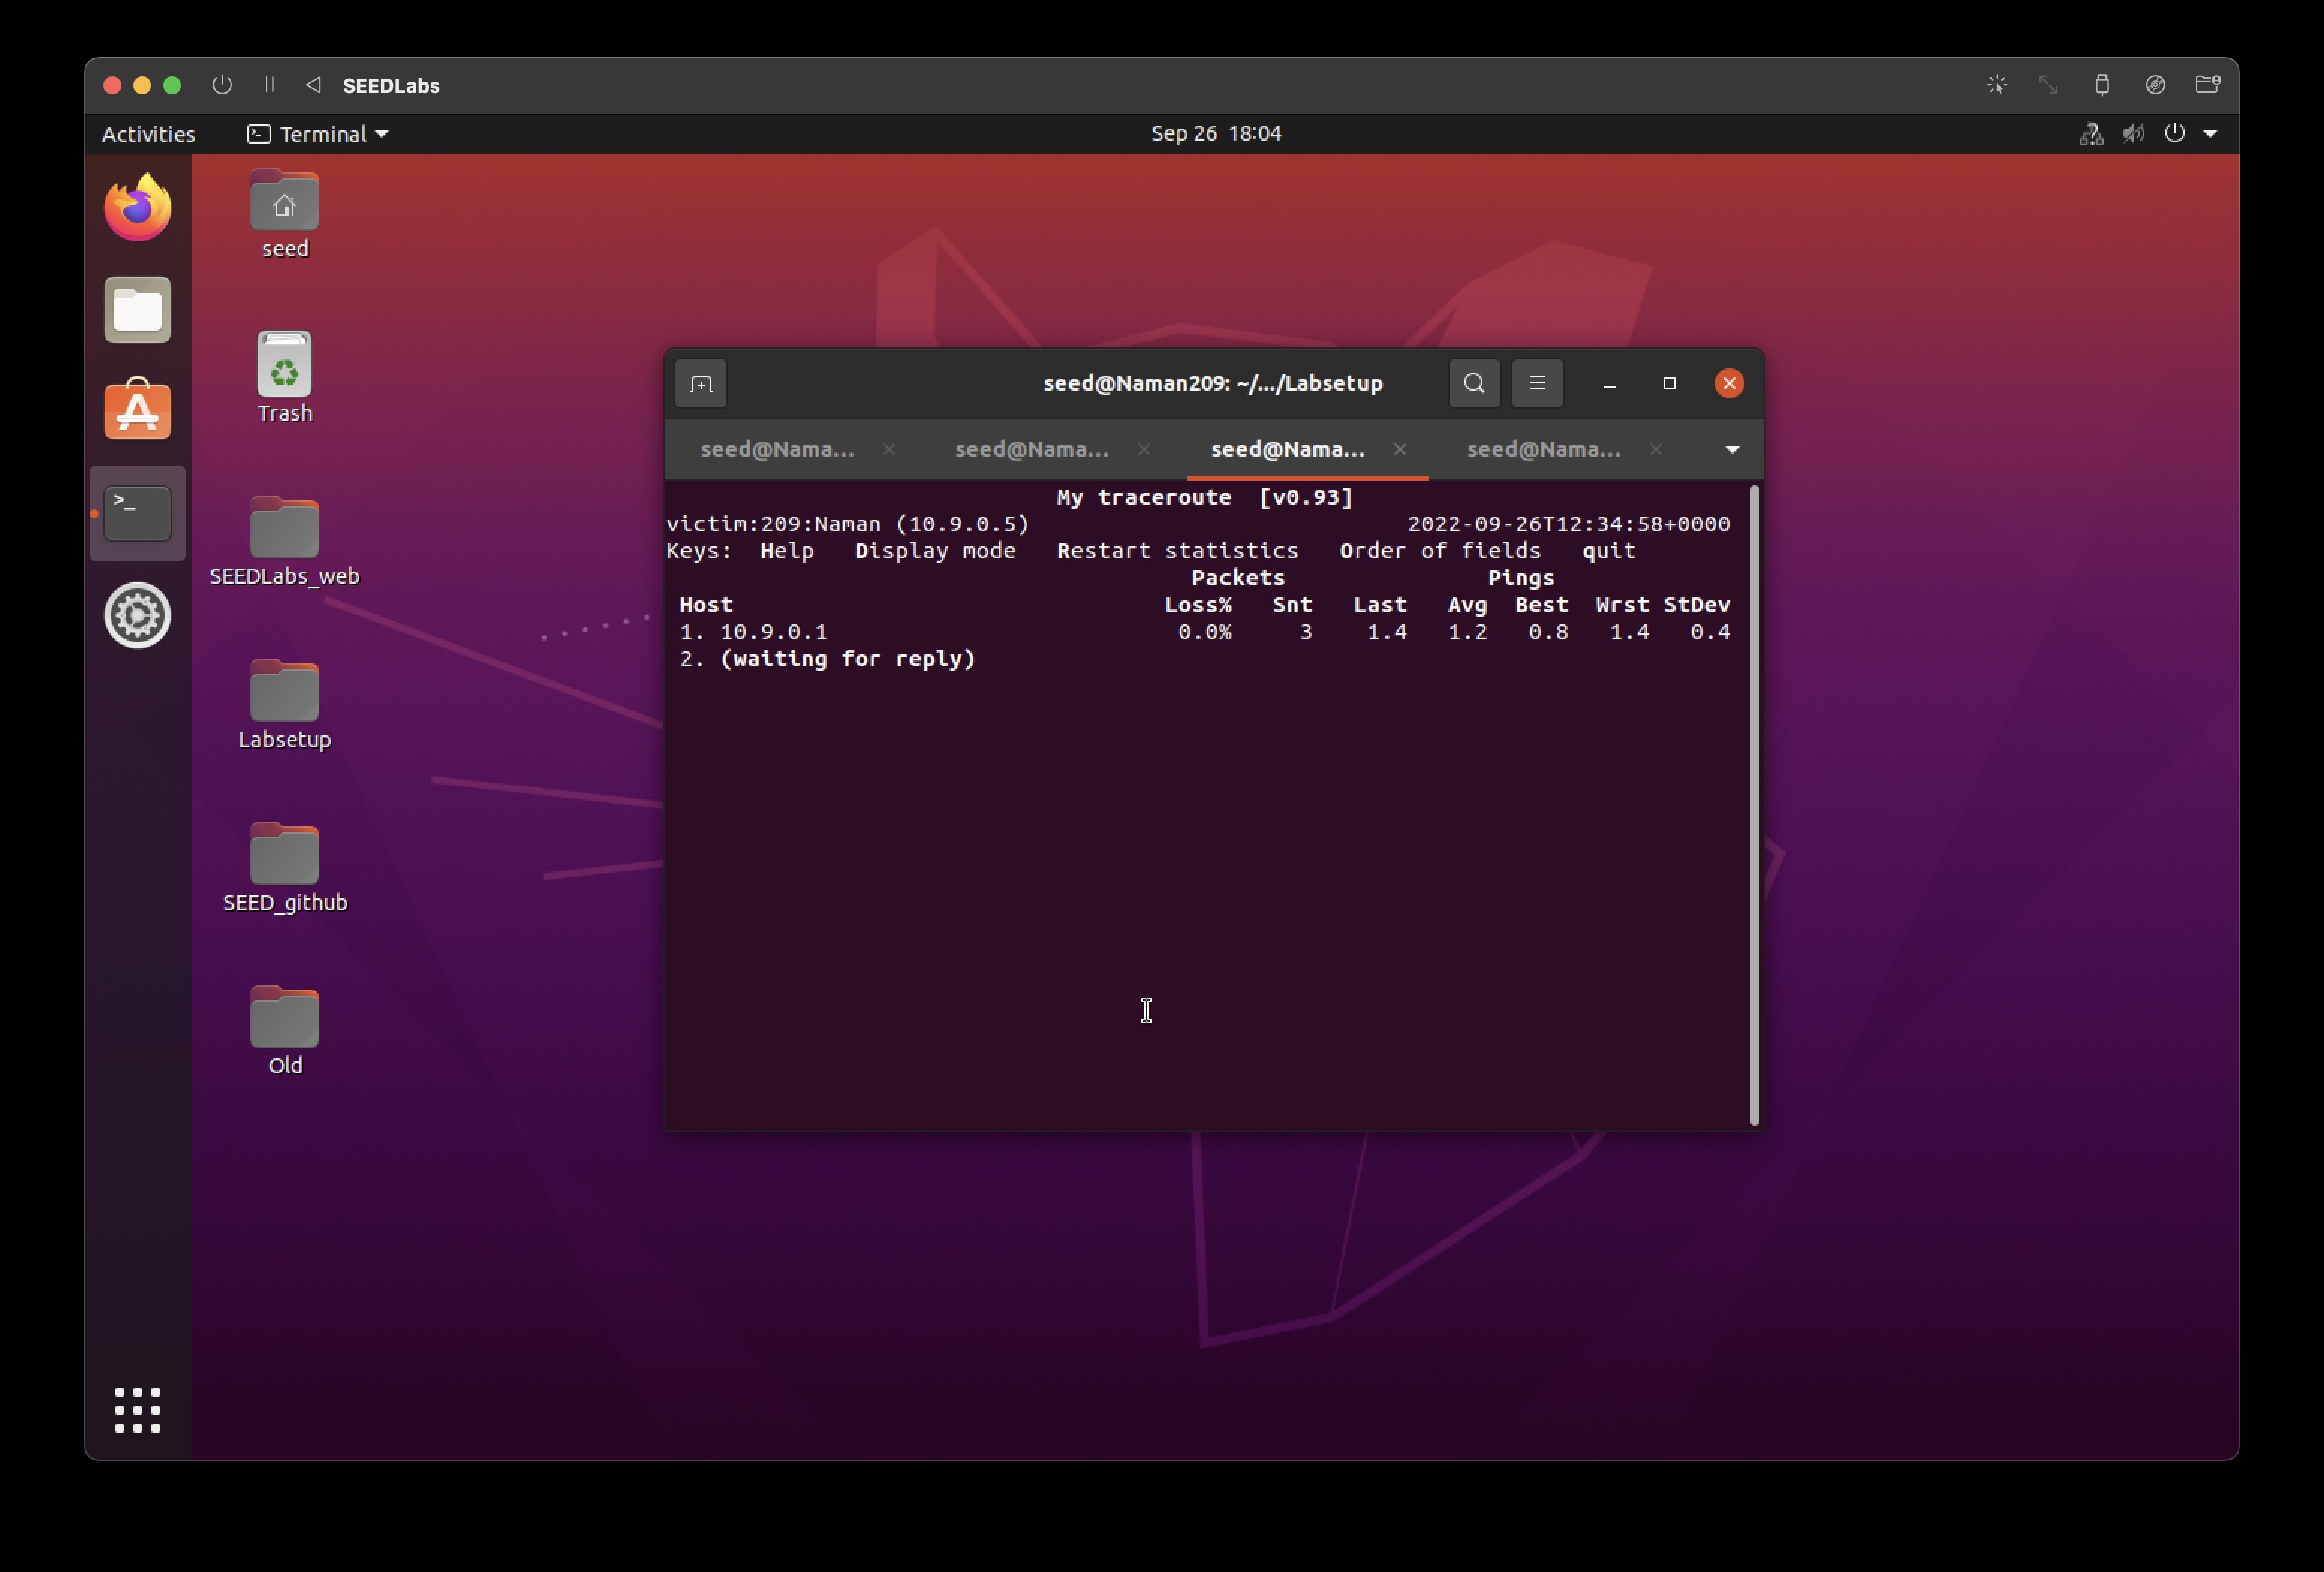 SEEDLabs
Activities Terminal Sep 26 18:04
seed
Trash
SEEDLabs_web
Labsetup
SEED_github
Old
seed@Naman209: ~/.../Labsetup
seed@Nama... seed@Nama... seed@Nama... seed@Nama...
My traceroute [v0.93]
victim:209:Naman (10.9.0.5) 2022-09-26T12:34:58+0000
Keys: Help Display mode Restart statistics Order of fields quit
Packets Pings
Host Loss% Snt Last Avg Best Wrst StDev
1. 10.9.0.1 0.0% 3 1.4 1.2 0.8 1.4 0.4
2. (waiting for reply)